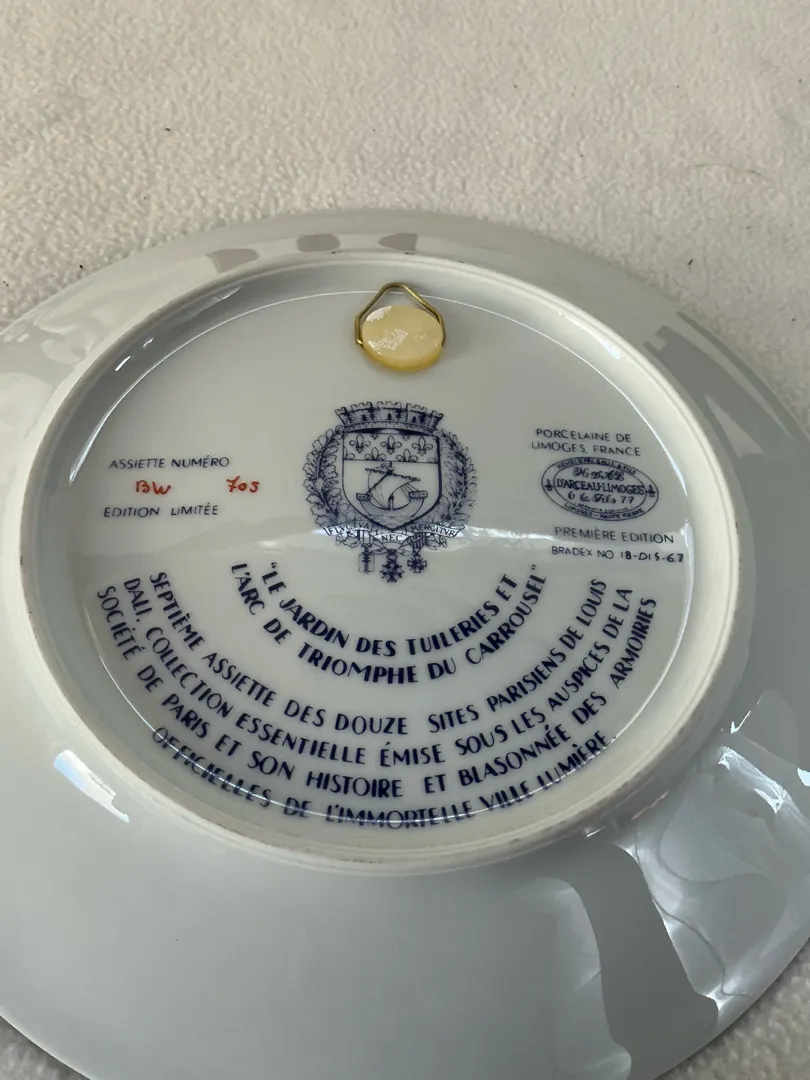 ASSIETTE NUMÉRO
BW 705
EDITION LIMITÉE
FLVCTVAT NEC MERGITVR
PORCELAINE DE
LIMOGES, FRANCE
D'ARCEAU-LIMOGES
PREMIÈRE EDITION
BRADEX NO 18-D15-6.7
"LE JARDIN DES TUILERIES ET
L'ARC DE TRIOMPHE DU CARROUSEL"
SEPTIÈME ASSIETTE DES DOUZE SITES PARISIENS DE LOUIS
DALI, COLLECTION ESSENTIELLE ÉMISE SOUS LES AUSPICES DE LA
SOCIÉTÉ DE PARIS ET SON HISTOIRE ET BLASONNÉE DES ARMOIRIES
OFFICIELLES DE L'IMMORTELLE VILLE LUMIÈRE.